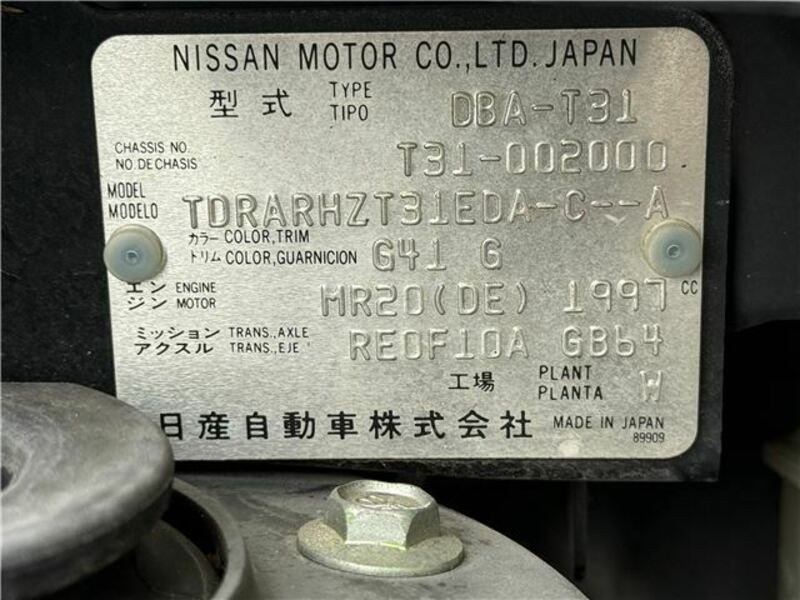 NISSAN MOTOR CO.,LTD. JAPAN
型式 TYPE TIPO DBA-T31
CHASSIS NO. NO. DE CHASIS T31-002000
MODEL MODELO TDRARHZT31EDA-C--A
カラー COLOR,TRIM トリム COLOR,GUARNICION G41 G
エンジン ENGINE MOTOR MR20(DE) 1997 CC
ミッション TRANS.,AXLE アクスル TRANS.,EJE RE0F10A GB64
工場 PLANT PLANTA W
日産自動車株式会社 MADE IN JAPAN
89909